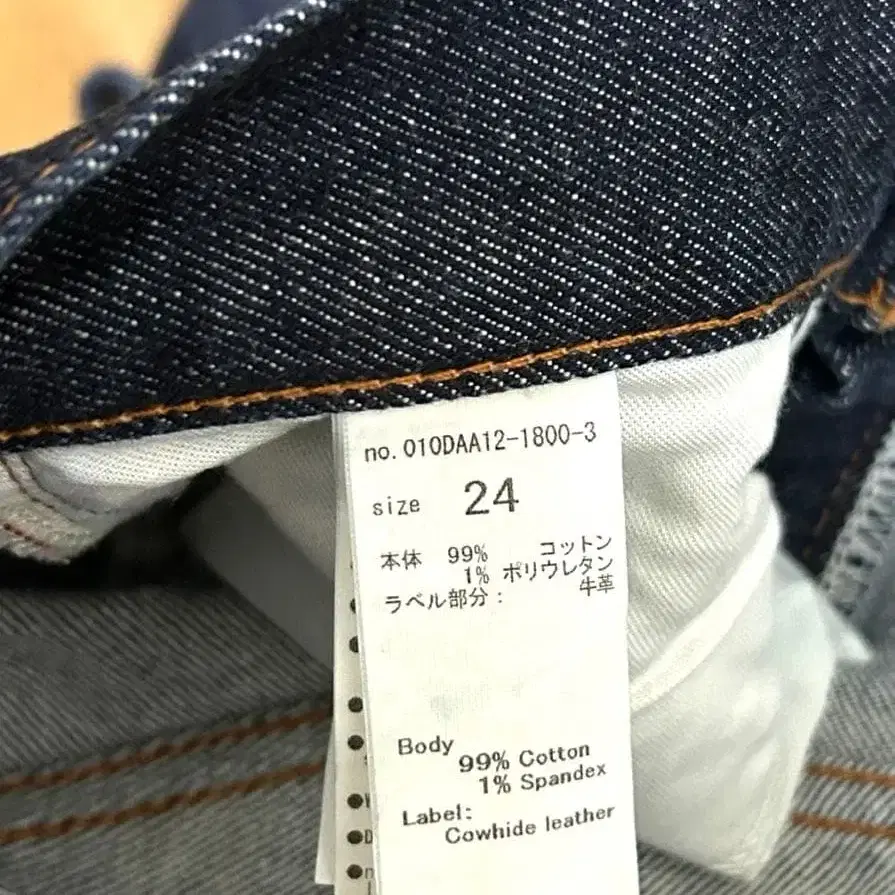 no. 010DAA12-1800-3
size 24
本体 99% コットン
1% ポリウレタン
ラベル部分: 牛革
Body
99% Cotton
1% Spandex
Label:
Cowhide leather